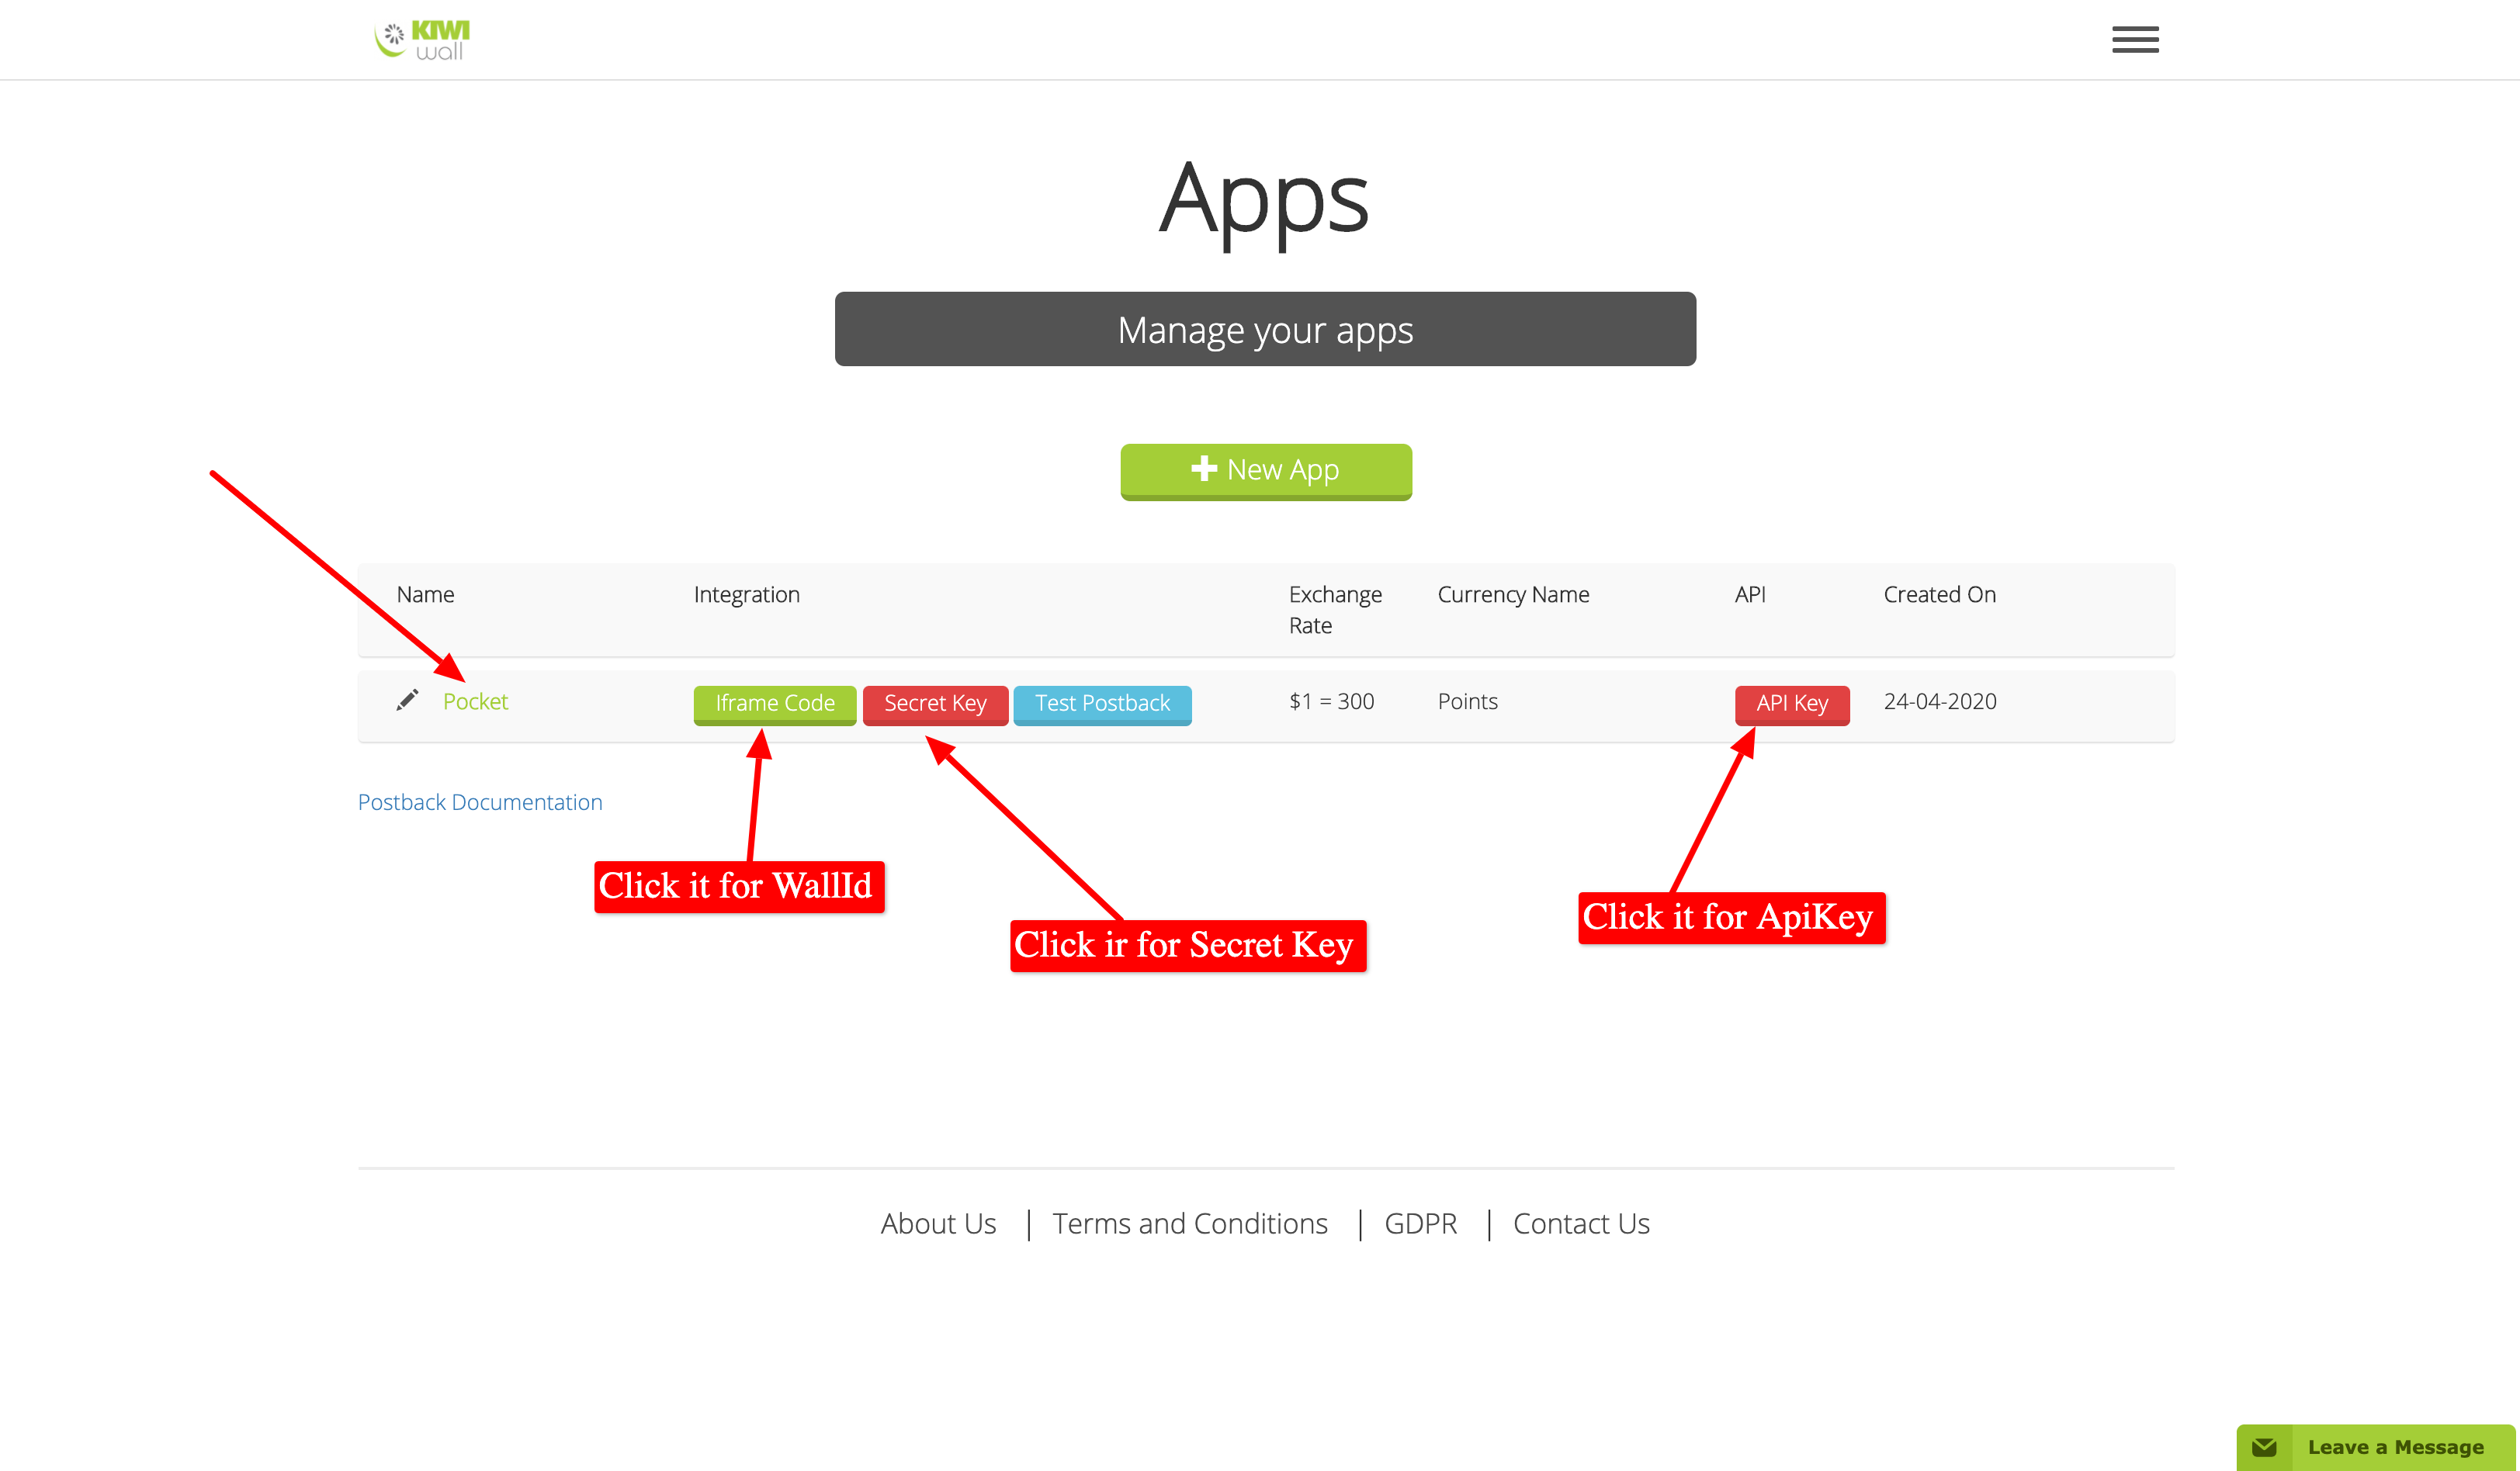 KIWI
wall
Apps
Manage your apps
New App
Name Integration Exchange Rate Currency Name API Created On
Pocket Iframe Code Secret Key Test Postback $1 = 300 Points API Key 24-04-2020
Postback Documentation
Click it for WallId
Click ir for Secret Key
Click it for ApiKey
About Us | Terms and Conditions | GDPR | Contact Us
Leave a Message